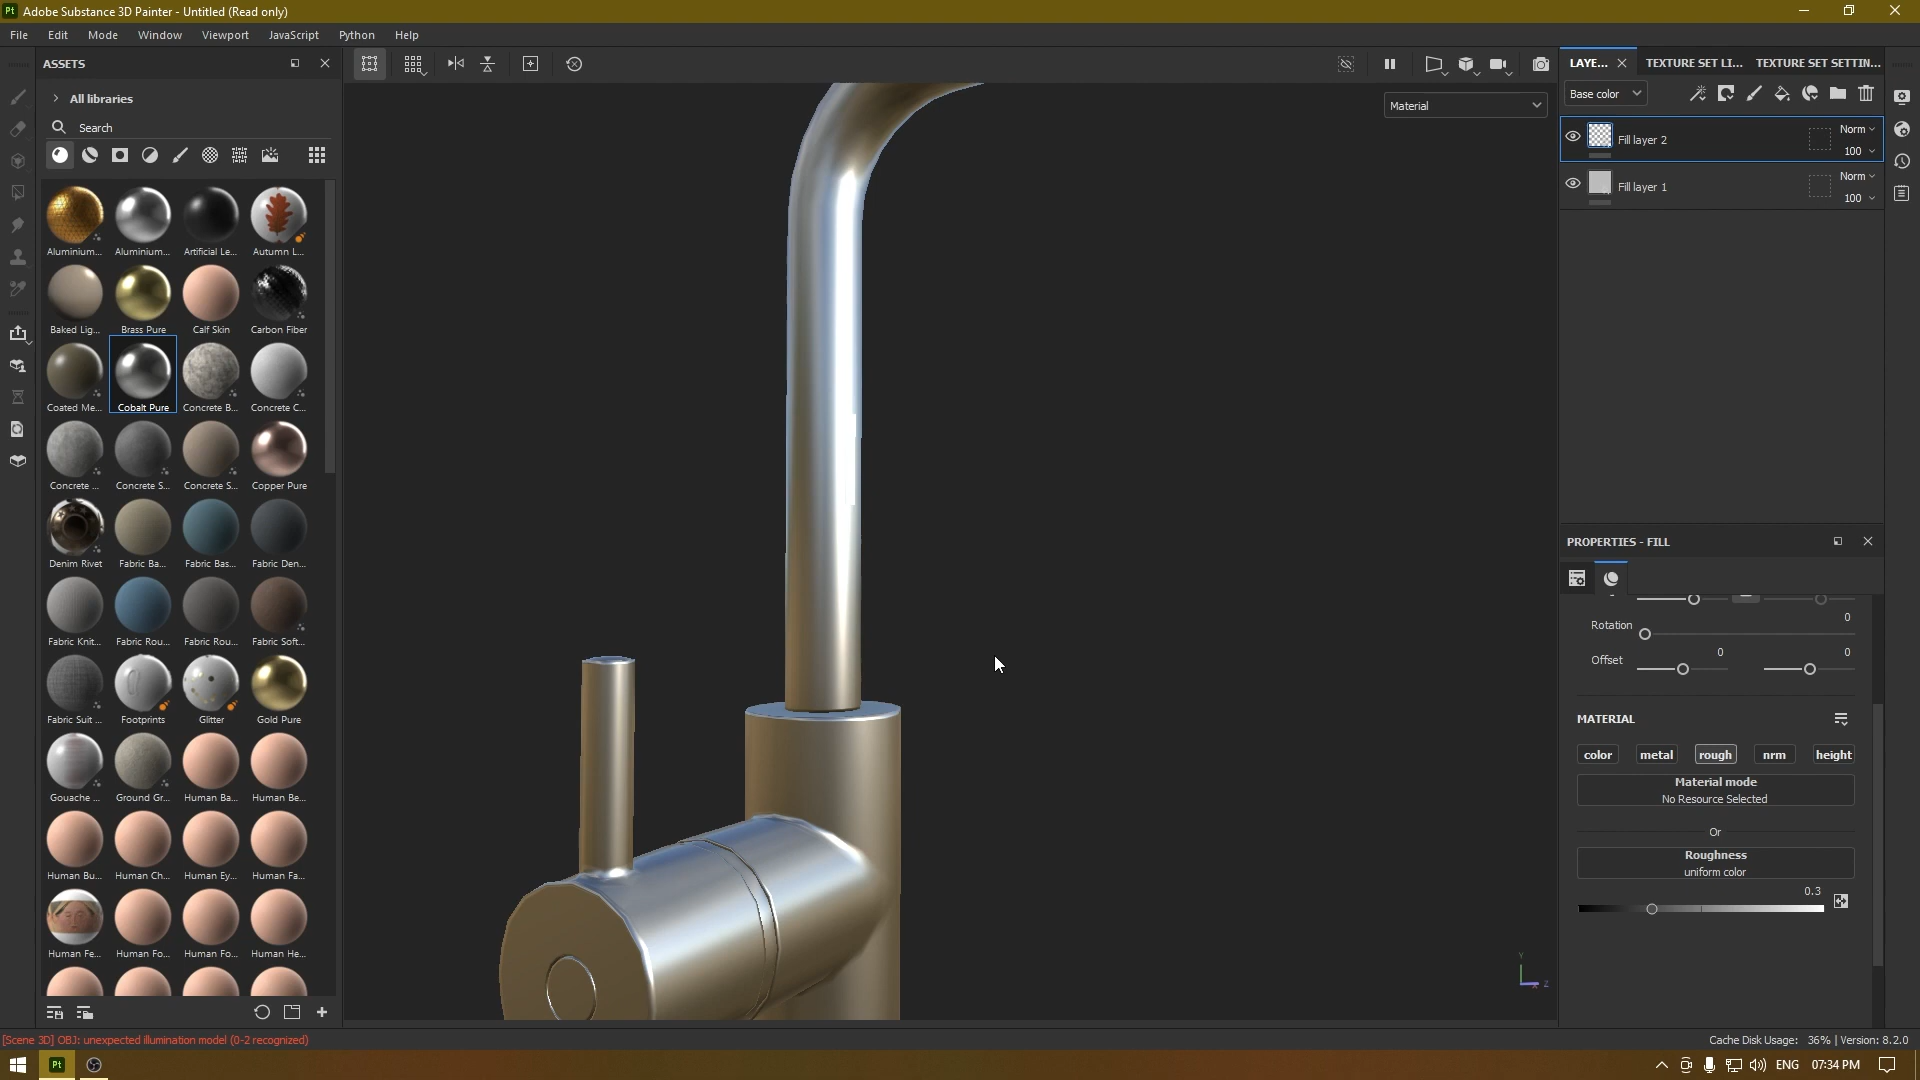 Pt Adobe Substance 3D Painter - Untitled (Read only)
File Edit Mode Window Viewport JavaScript Python Help
ASSETS
LAYE... TEXTURE SET LI... TEXTURE SET SETTIN...
All libraries
Search
Base color
Material
Fill layer 2 Norm
100
Fill layer 1 Norm
100
Aluminium... Aluminium... Artificial Le... Autumn L...
Baked Lig... Brass Pure Calf Skin Carbon Fiber
Coated Me... Cobalt Pure Concrete B... Concrete C...
Concrete ... Concrete S... Concrete S... Copper Pure
Denim Rivet Fabric Ba... Fabric Bas... Fabric Den...
Fabric Knit... Fabric Rou... Fabric Rou... Fabric Soft...
Fabric Suit ... Footprints Glitter Gold Pure
Gouache ... Ground Gr... Human Ba... Human Be...
Human Bu... Human Ch... Human Ey... Human Fa...
Human Fe... Human Fo... Human Fo... Human He...
PROPERTIES - FILL
Rotation 0
Offset 0 0
MATERIAL
color metal rough nrm height
Material mode
No Resource Selected
Or
Roughness
uniform color
0.3
Y
Z
[Scene 3D] OBJ: unexpected illumination model (0-2 recognized)
Cache Disk Usage: 36% | Version: 8.2.0
Pt
ENG 07:34 PM